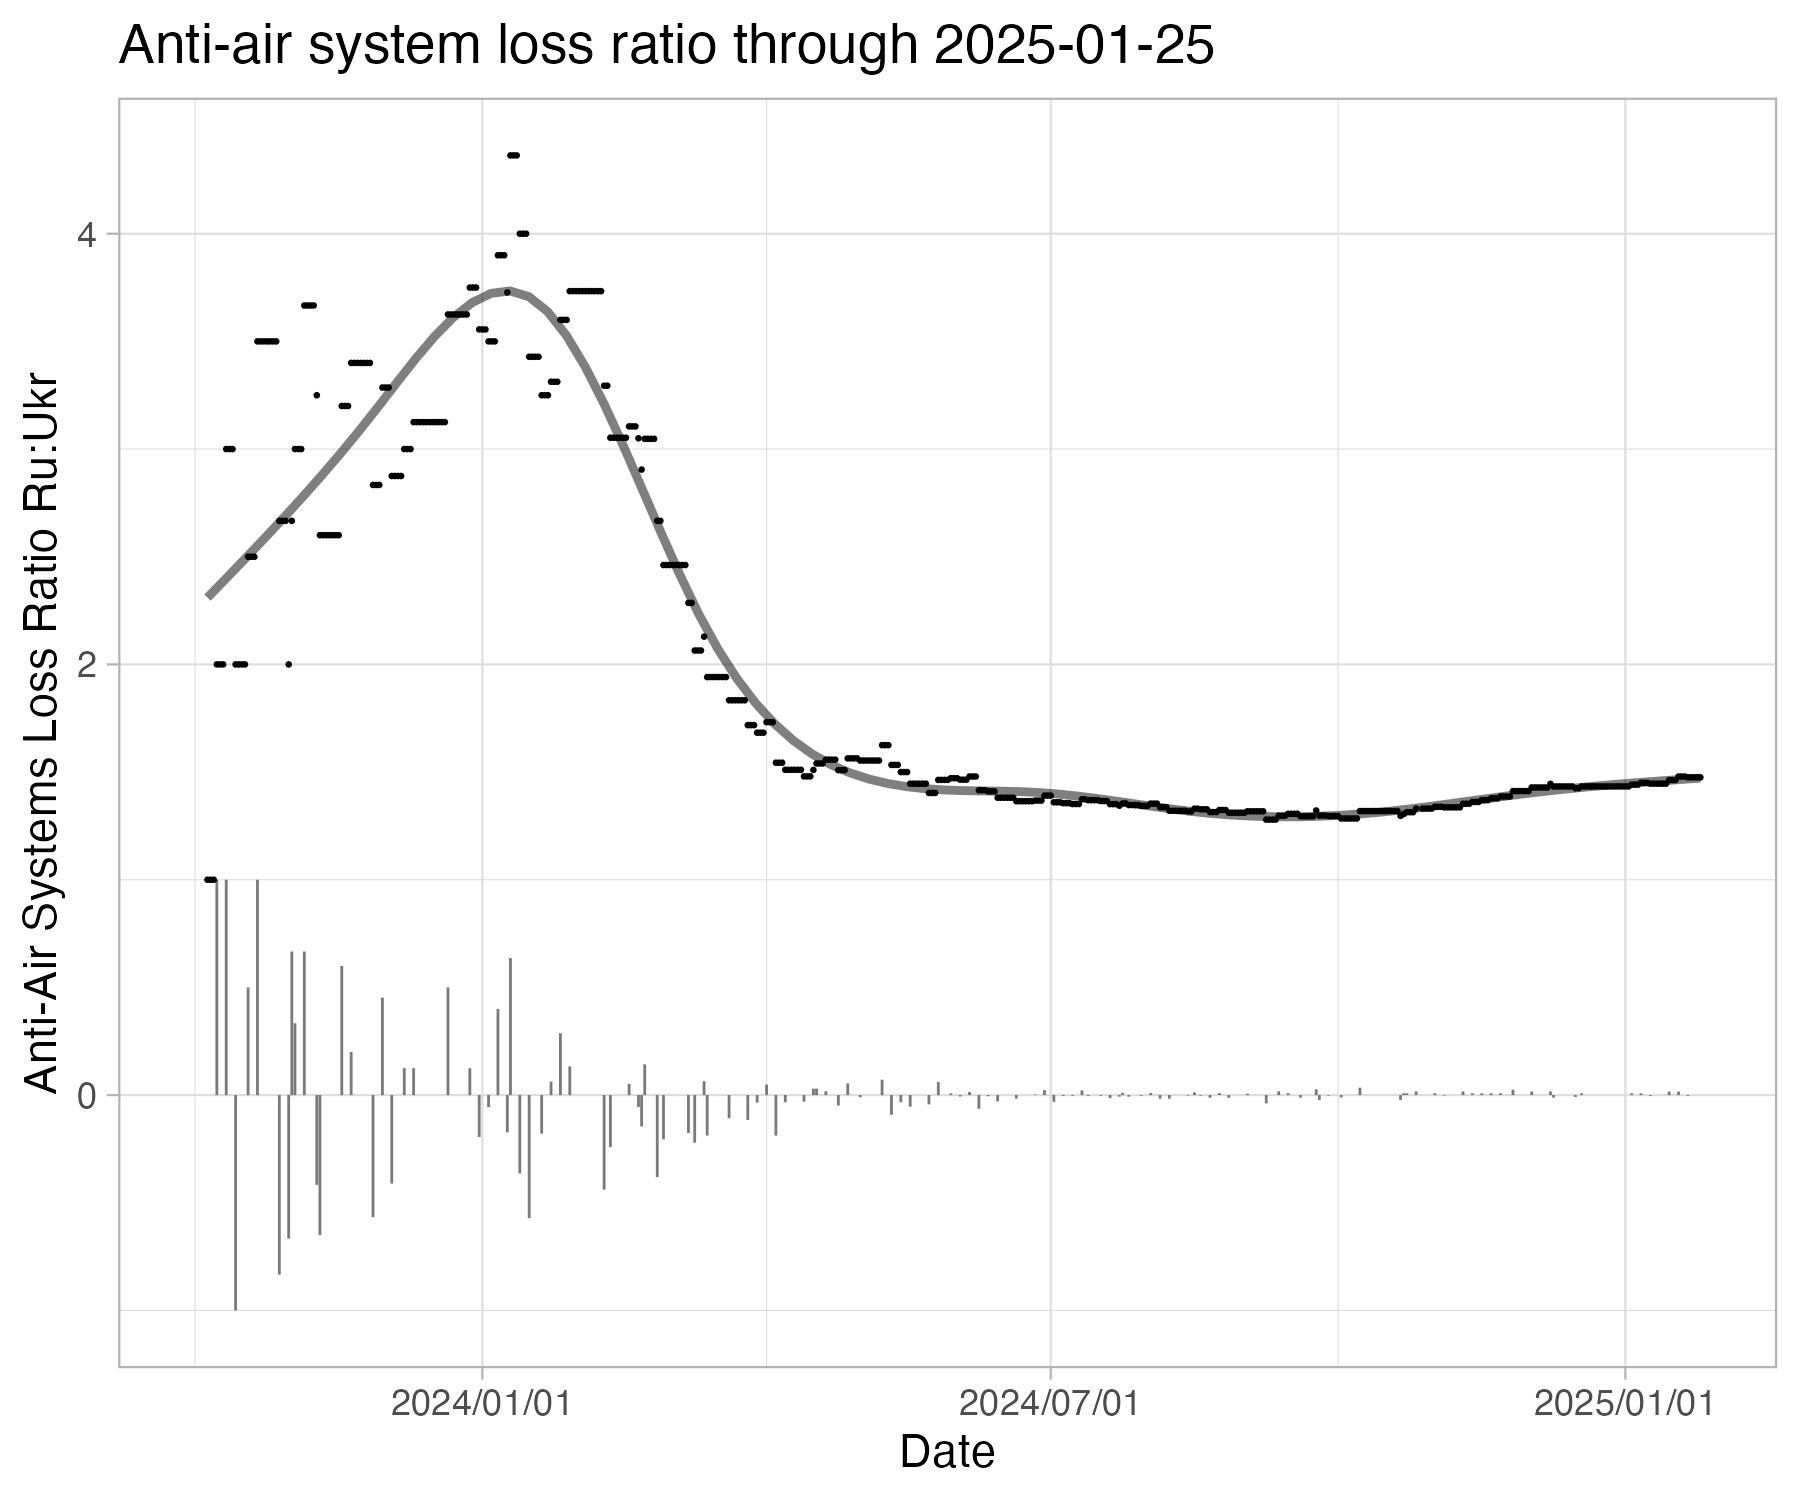 Anti-air system loss ratio through 2025-01-25
Anti-Air Systems Loss Ratio Ru:Ukr
4
2
0
2024/01/01
2024/07/01
2025/01/01
Date